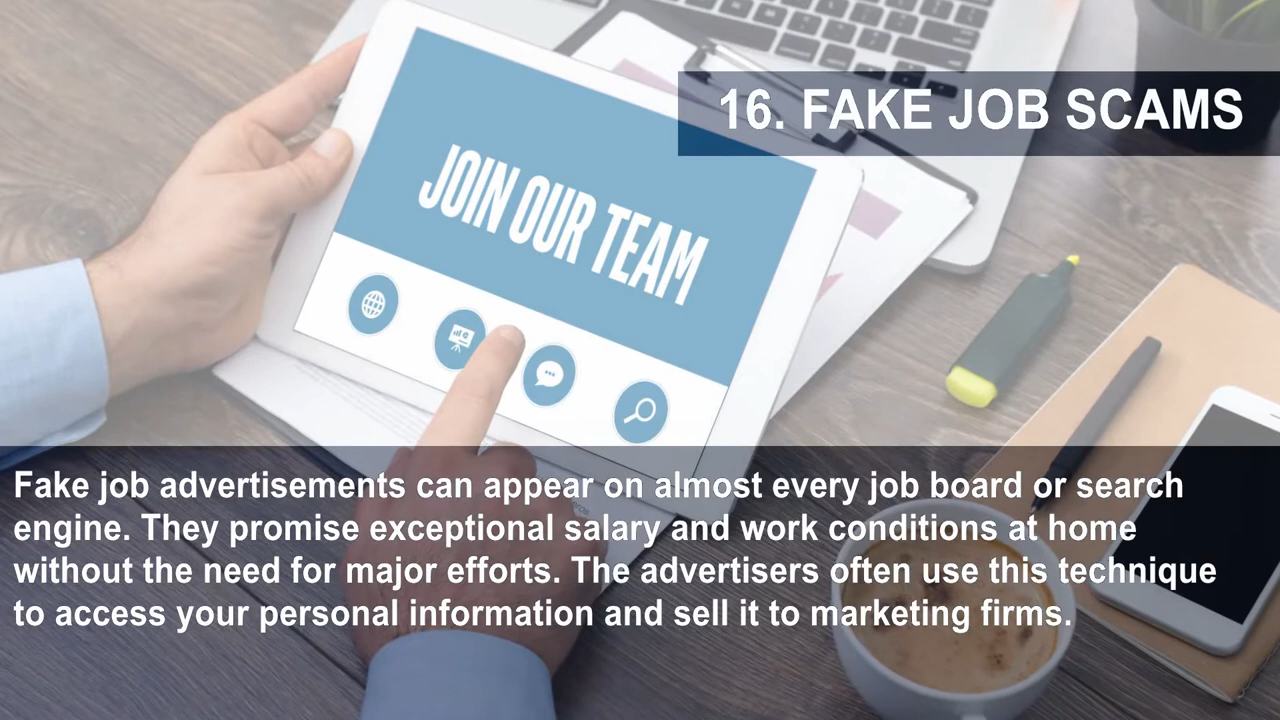 16. FAKE JOB SCAMS
JOIN OUR TEAM
Fake job advertisements can appear on almost every job board or search
engine. They promise exceptional salary and work conditions at home
without the need for major efforts. The advertisers often use this technique
to access your personal information and sell it to marketing firms.